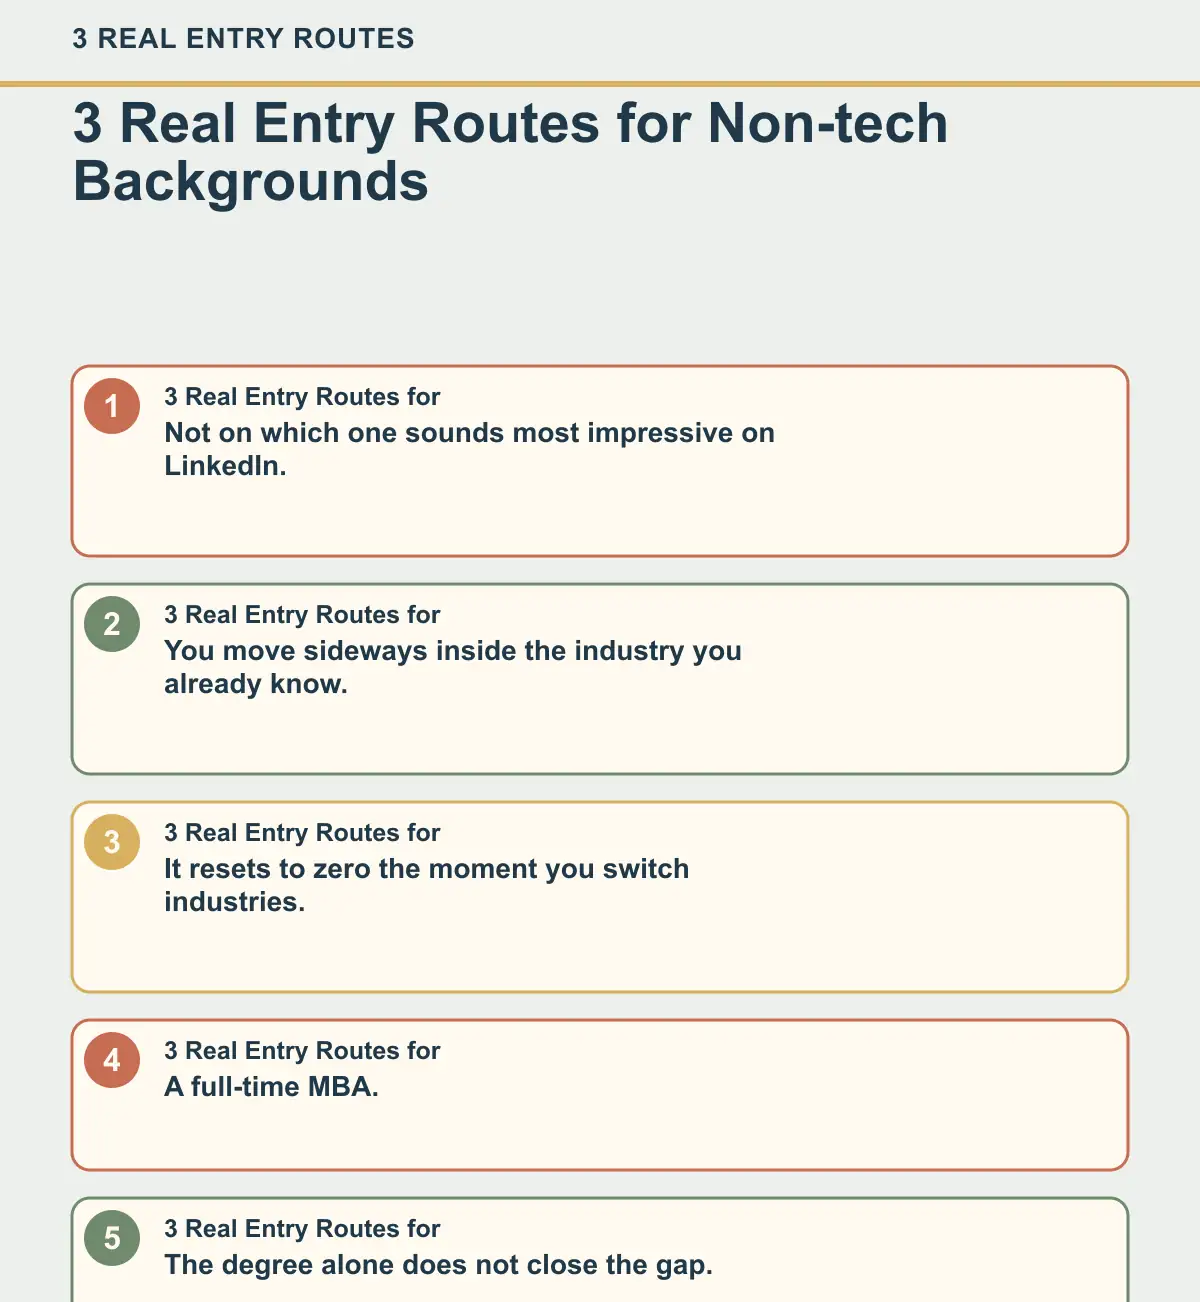 3 REAL ENTRY ROUTES
3 Real Entry Routes for Non-tech
Backgrounds
1
3 Real Entry Routes for
Not on which one sounds most impressive on
LinkedIn.
2
3 Real Entry Routes for
You move sideways inside the industry you
already know.
3
3 Real Entry Routes for
It resets to zero the moment you switch
industries.
4
3 Real Entry Routes for
A full-time MBA.
5
3 Real Entry Routes for
The degree alone does not close the gap.